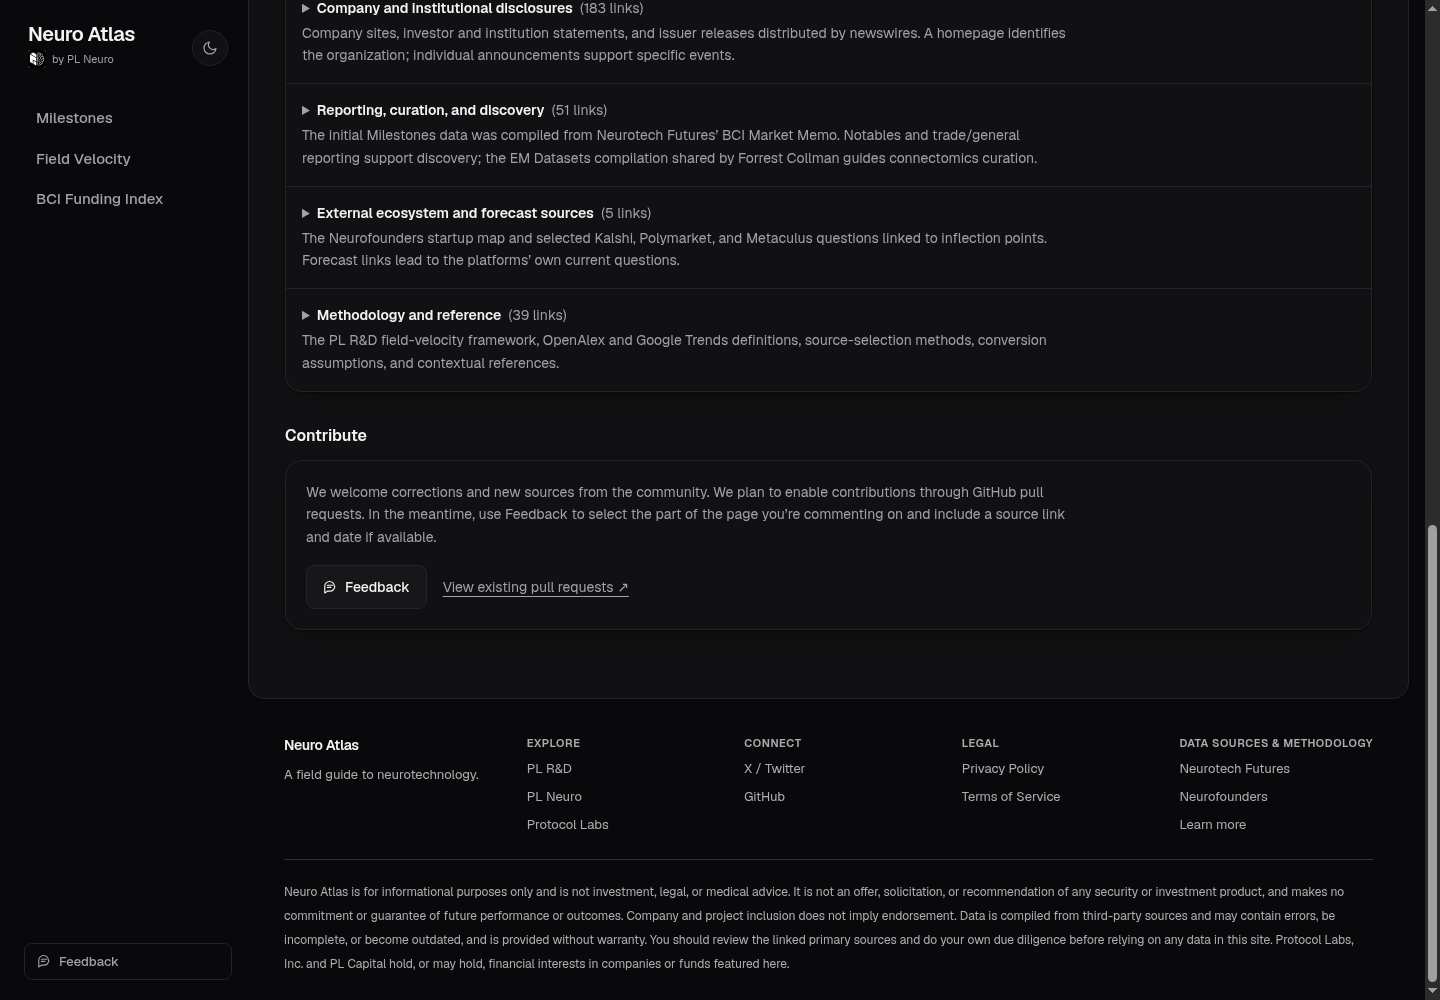 Neuro Atlas
by PL Neuro
Milestones
Field Velocity
BCI Funding Index
Feedback
Company and institutional disclosures (183 links)
Company sites, investor and institution statements, and issuer releases distributed by newswires. A homepage identifies
the organization; individual announcements support specific events.
Reporting, curation, and discovery (51 links)
The initial Milestones data was compiled from Neurotech Futures’ BCI Market Memo. Notables and trade/general
reporting support discovery; the EM Datasets compilation shared by Forrest Collman guides connectomics curation.
External ecosystem and forecast sources (5 links)
The Neurofounders startup map and selected Kalshi, Polymarket, and Metaculus questions linked to inflection points.
Forecast links lead to the platforms’ own current questions.
Methodology and reference (39 links)
The PL R&D field-velocity framework, OpenAlex and Google Trends definitions, source-selection methods, conversion
assumptions, and contextual references.
Contribute
We welcome corrections and new sources from the community. We plan to enable contributions through GitHub pull
requests. In the meantime, use Feedback to select the part of the page you’re commenting on and include a source link
and date if available.
Feedback
View existing pull requests ↗
Neuro Atlas
A field guide to neurotechnology.
EXPLORE
PL R&D
PL Neuro
Protocol Labs
CONNECT
X / Twitter
GitHub
LEGAL
Privacy Policy
Terms of Service
DATA SOURCES & METHODOLOGY
Neurotech Futures
Neurofounders
Learn more
Neuro Atlas is for informational purposes only and is not investment, legal, or medical advice. It is not an offer, solicitation, or recommendation of any security or investment product, and makes no
commitment or guarantee of future performance or outcomes. Company and project inclusion does not imply endorsement. Data is compiled from third-party sources and may contain errors, be
incomplete, or become outdated, and is provided without warranty. You should review the linked primary sources and do your own due diligence before relying on any data in this site. Protocol Labs,
Inc. and PL Capital hold, or may hold, financial interests in companies or funds featured here.